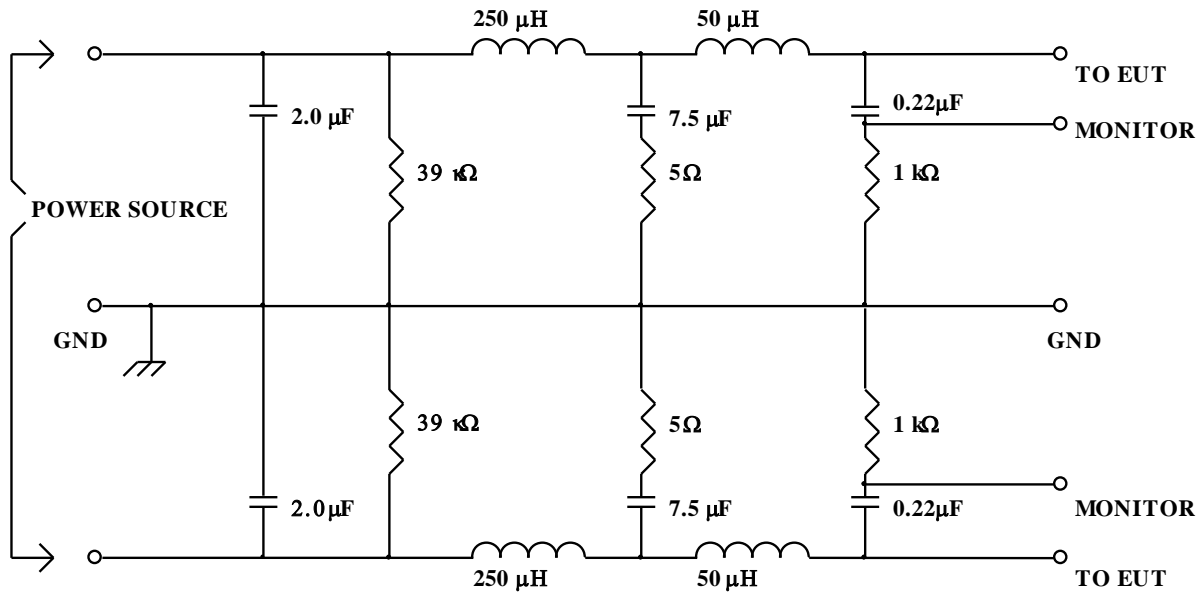 250 μH
50 μH
TO EUT
2.0 μF
7.5 μF
0.22μF
MONITOR
39 κΩ
5Ω
1 kΩ
POWER SOURCE
GND
GND
39 κΩ
5Ω
1 kΩ
2.0μF
7.5 μF
0.22μF
MONITOR
250 μH
50 μH
TO EUT